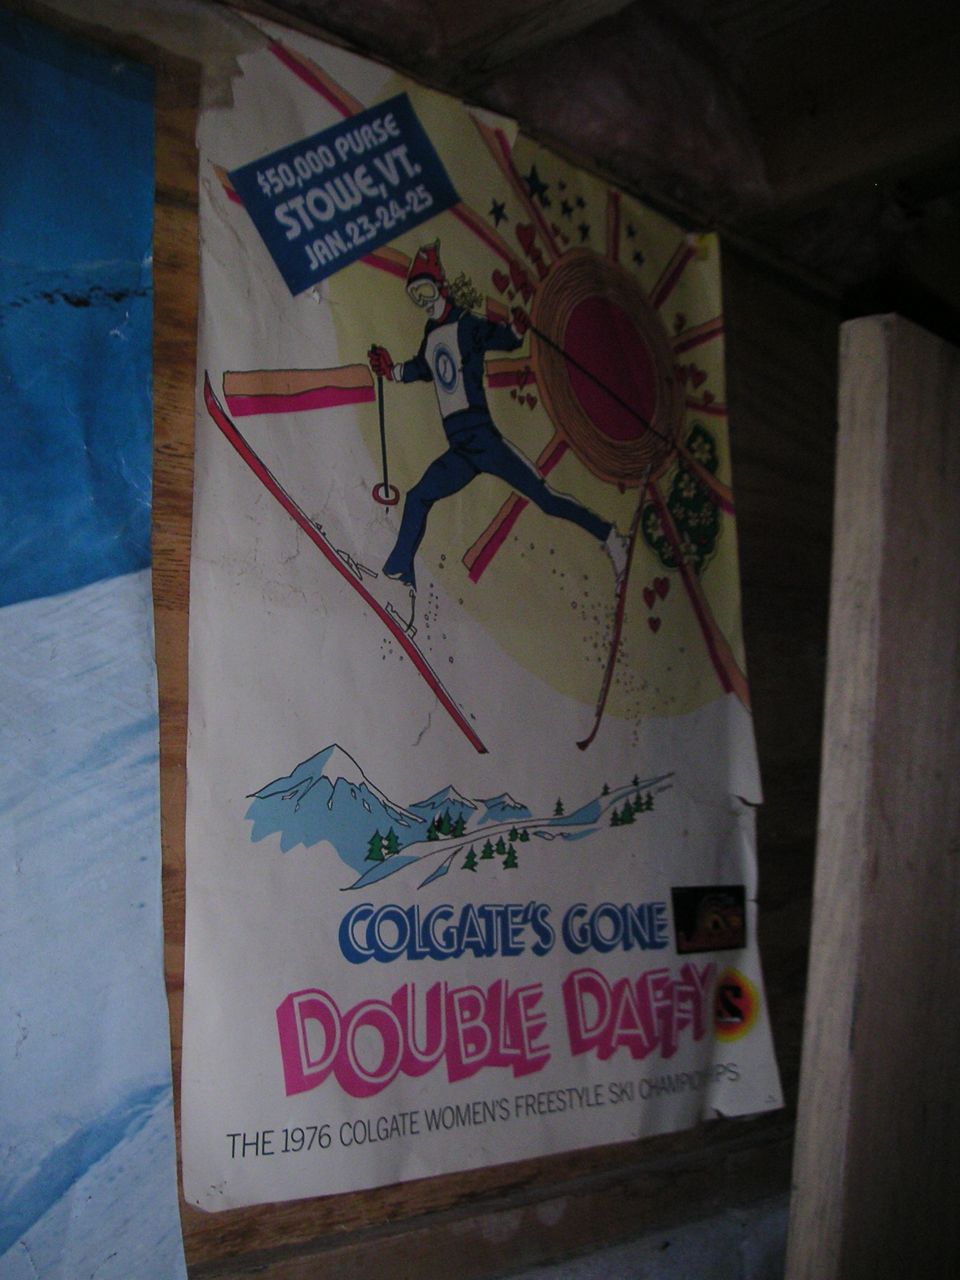 $50,000 PURSE
STOWE, VT.
JAN. 23-24-25
COLGATE'S GONE
DOUBLE DAFFY
THE 1976 COLGATE WOMEN'S FREESTYLE SKI CHAMPIONSHIPS